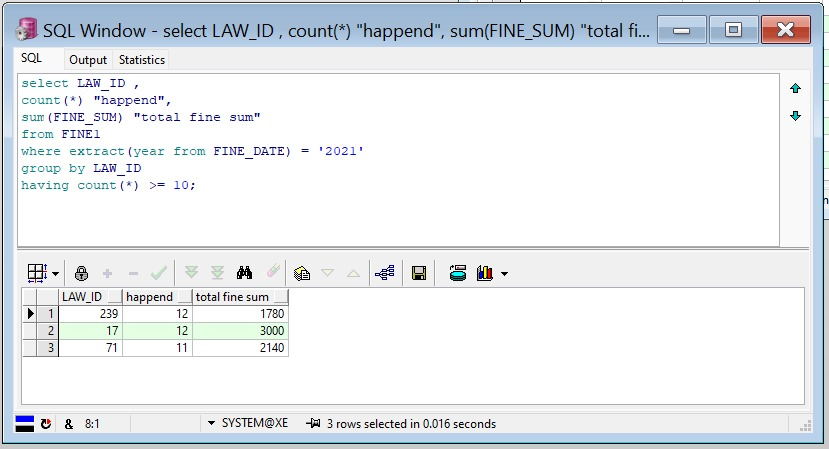 SQL Window - select LAW_ID , count(*) "happend", sum(FINE_SUM) "total fi...
SQL Output Statistics
select LAW_ID ,
count(*) "happend",
sum(FINE_SUM) "total fine sum"
from FINE1
where extract(year from FINE_DATE) = '2021'
group by LAW_ID
having count(*) >= 10;
LAW_ID happend total fine sum
1 239 12 1780
2 17 12 3000
3 71 11 2140
& 8:1 SYSTEM@XE 3 rows selected in 0.016 seconds